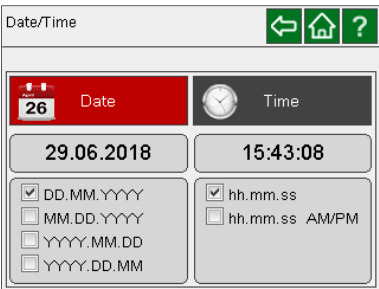 Date/Time
?
April
26
Date
Time
29.06.2018
15:43:08
DD.MM.YYYY
MM.DD.YYYY
YYYY.MM.DD
YYYY.DD.MM
hh.mm.ss
hh.mm.ss AM/PM